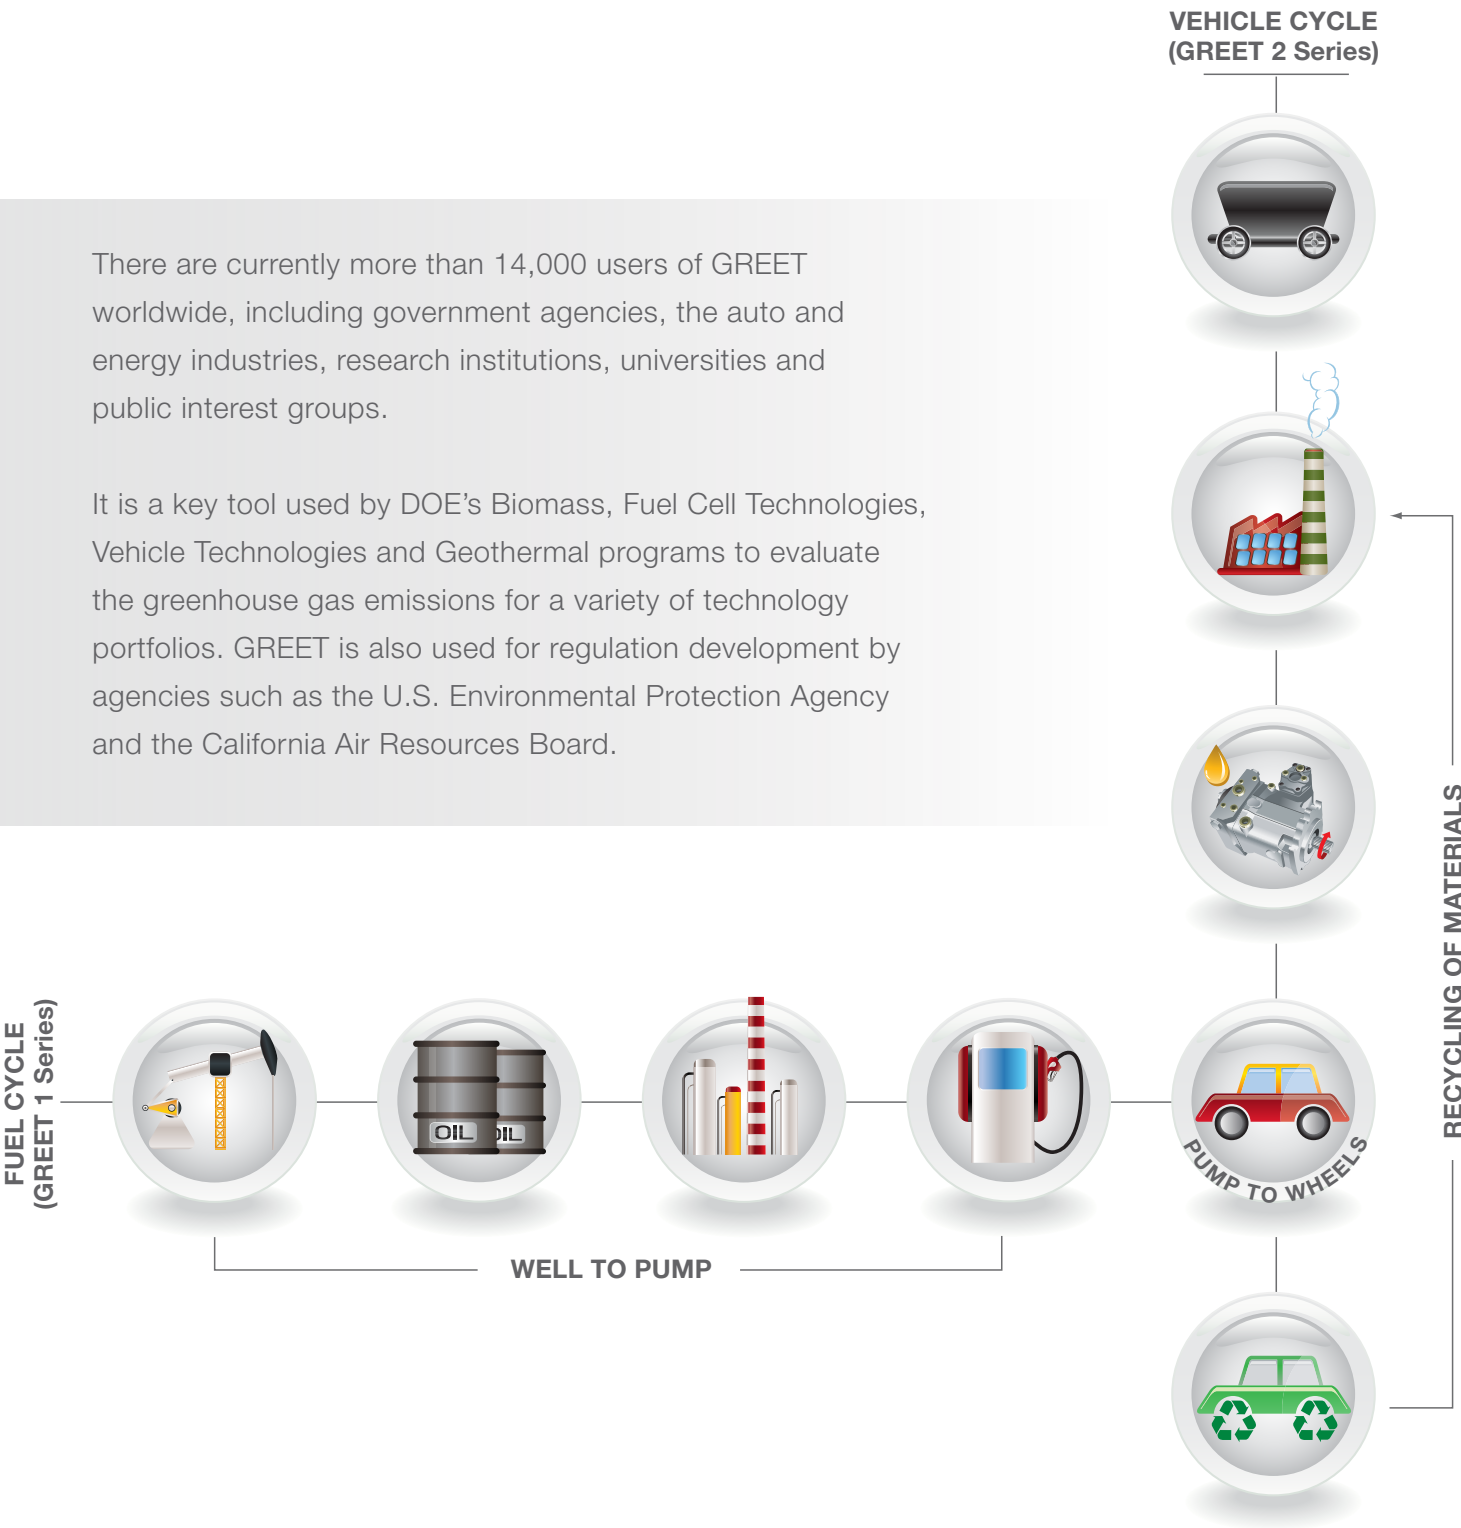 VEHICLE CYCLE
(GREET 2 Series)
There are currently more than 14,000 users of GREET
worldwide, including government agencies, the auto and
energy industries, research institutions, universities and
public interest groups.
It is a key tool used by DOE’s Biomass, Fuel Cell Technologies,
Vehicle Technologies and Geothermal programs to evaluate
the greenhouse gas emissions for a variety of technology
portfolios. GREET is also used for regulation development by
agencies such as the U.S. Environmental Protection Agency
and the California Air Resources Board.
RECYCLING OF MATERIALS
FUEL CYCLE
(GREET 1 Series)
OIL
OIL
PUMP TO WHEELS
WELL TO PUMP